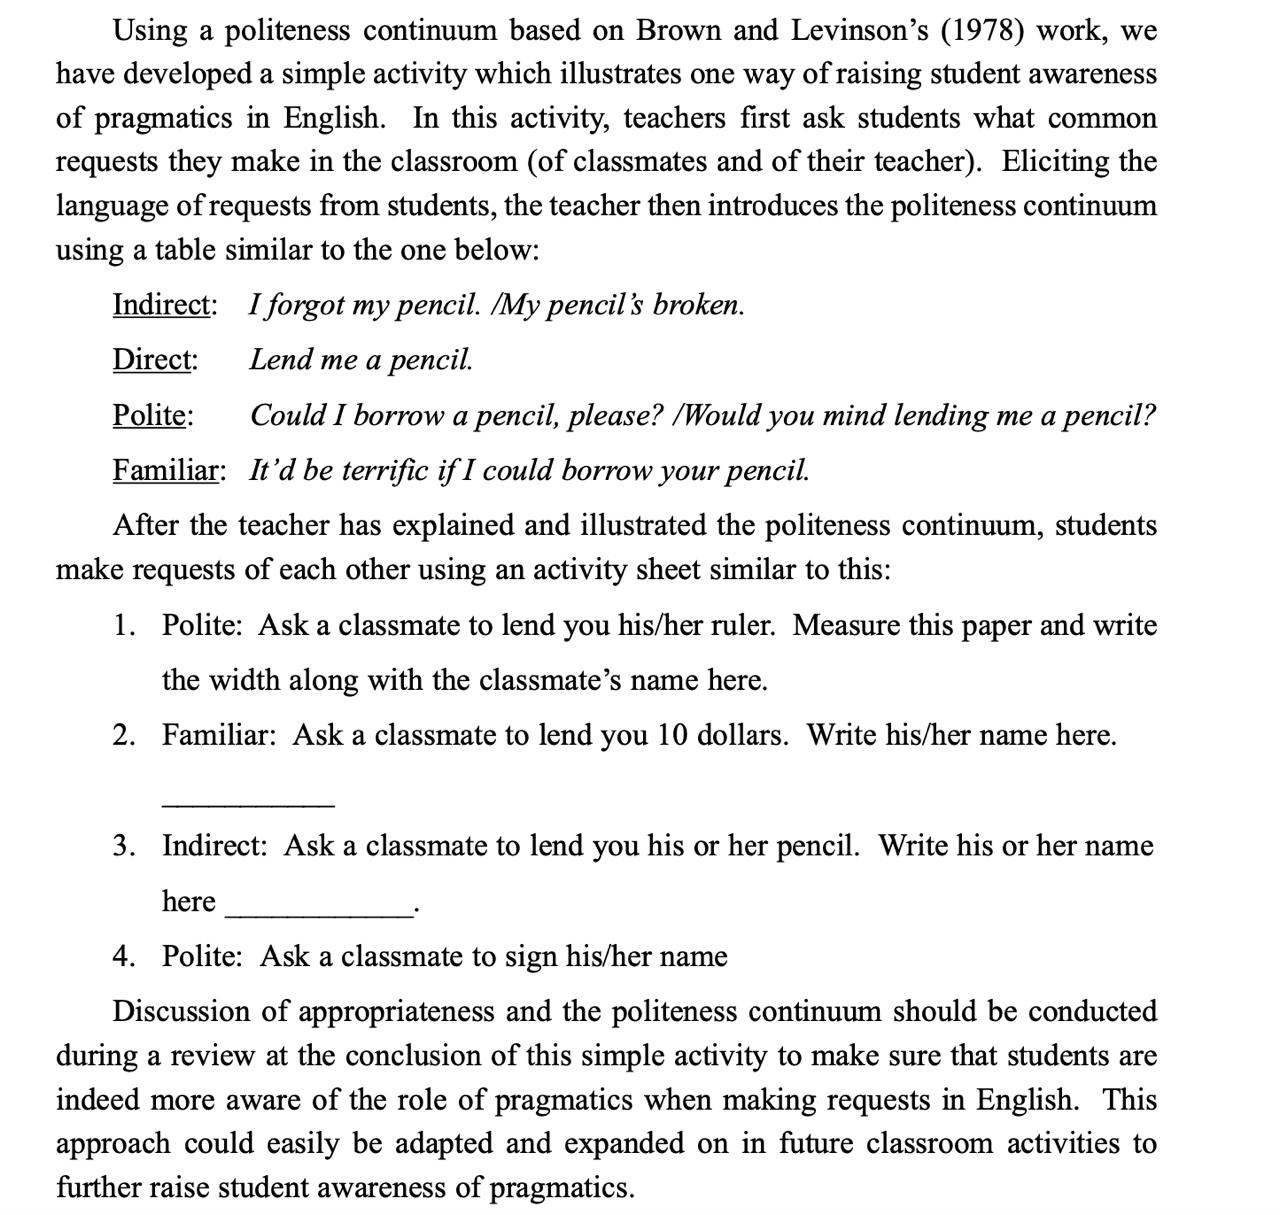 Using a politeness continuum based on Brown and Levinson’s (1978) work, we
have developed a simple activity which illustrates one way of raising student awareness
of pragmatics in English.  In this activity, teachers first ask students what common
requests they make in the classroom (of classmates and of their teacher).  Eliciting the
language of requests from students, the teacher then introduces the politeness continuum
using a table similar to the one below:
Indirect: I forgot my pencil. /My pencil’s broken.
Direct: Lend me a pencil.
Polite: Could I borrow a pencil, please? /Would you mind lending me a pencil?
Familiar: It’d be terrific if I could borrow your pencil.
After the teacher has explained and illustrated the politeness continuum, students
make requests of each other using an activity sheet similar to this:
1. Polite:  Ask a classmate to lend you his/her ruler.  Measure this paper and write
the width along with the classmate’s name here.
2. Familiar:  Ask a classmate to lend you 10 dollars.  Write his/her name here.
___________
3. Indirect:  Ask a classmate to lend you his or her pencil.  Write his or her name
here ____________.
4. Polite:  Ask a classmate to sign his/her name
Discussion of appropriateness and the politeness continuum should be conducted
during a review at the conclusion of this simple activity to make sure that students are
indeed more aware of the role of pragmatics when making requests in English.  This
approach could easily be adapted and expanded on in future classroom activities to
further raise student awareness of pragmatics.